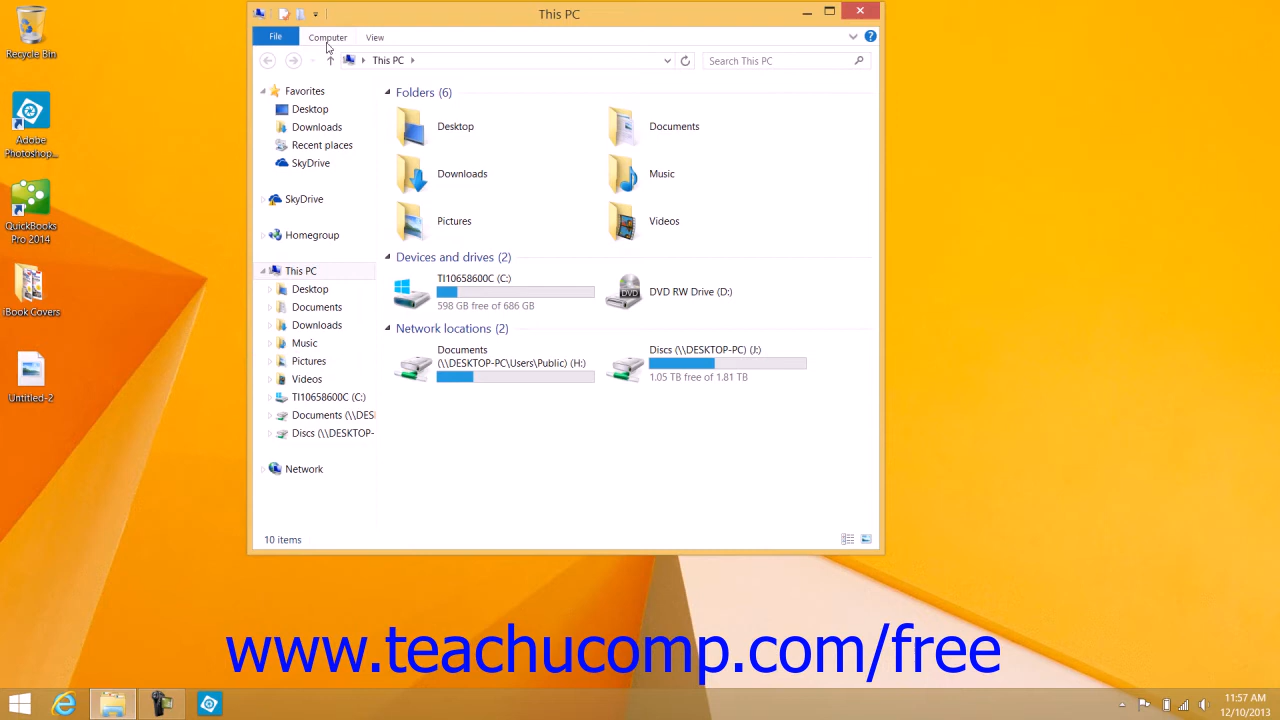 Recycle Bin
Adobe
Photoshop...
QuickBooks
Pro 2014
iBook Covers
Untitled-2
This PC
File
Computer
View
This PC
Search This PC
Favorites
Desktop
Downloads
Recent places
SkyDrive
SkyDrive
Homegroup
This PC
Desktop
Documents
Downloads
Music
Pictures
Videos
TI10658600C (C:)
Documents (\\DES
Discs (\\DESKTOP-
Network
Folders (6)
Desktop
Documents
Downloads
Music
Pictures
Videos
Devices and drives (2)
TI10658600C (C:)
598 GB free of 686 GB
DVD
DVD RW Drive (D:)
Network locations (2)
Documents
(\\DESKTOP-PC\Users\Public) (H:)
Discs (\\DESKTOP-PC) (J:)
1.05 TB free of 1.81 TB
10 items
www.teachucomp.com/free
11:57 AM
12/10/2013